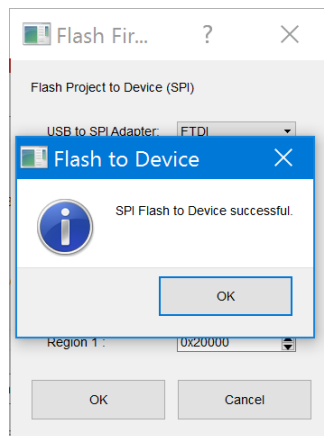 Flash Fir... ?
Flash Project to Device (SPI)
USB to SPI Adapter: FTDI
Flash to Device
SPI Flash to Device successful.
OK
Region 1 : 0x20000
OK Cancel